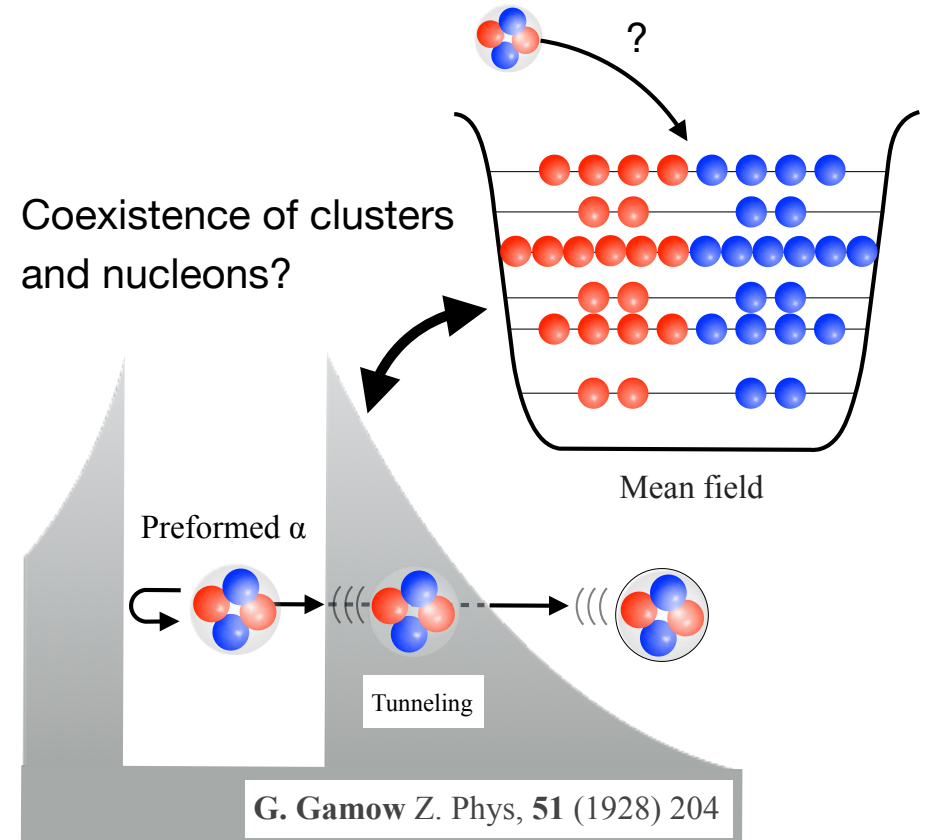 ?
Coexistence of clusters
and nucleons?
Mean field
Preformed α
Tunneling
G. Gamow Z. Phys, 51 (1928) 204